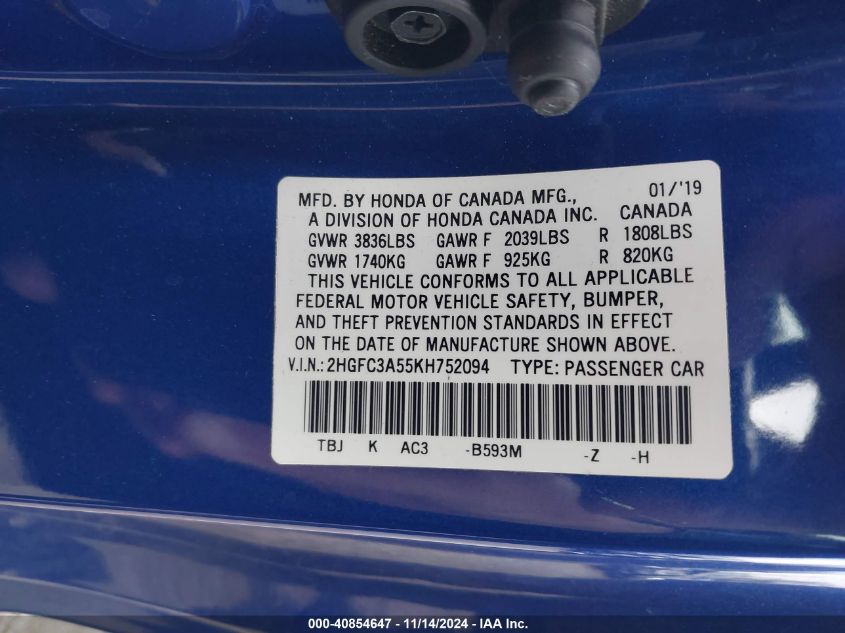 MFD. BY HONDA OF CANADA MFG., 01/'19
A DIVISION OF HONDA CANADA INC. CANADA
GVWR 3836LBS GAWR F 2039LBS R 1808LBS
GVWR 1740KG GAWR F 925KG R 820KG
THIS VEHICLE CONFORMS TO ALL APPLICABLE
FEDERAL MOTOR VEHICLE SAFETY, BUMPER,
AND THEFT PREVENTION STANDARDS IN EFFECT
ON THE DATE OF MANUFACTURE SHOWN ABOVE.
V.I.N.: 2HGFC3A55KH752094 TYPE: PASSENGER CAR
TBJ K AC3 -B593M -Z -H
000-40854647 - 11/14/2024 - IAA Inc.